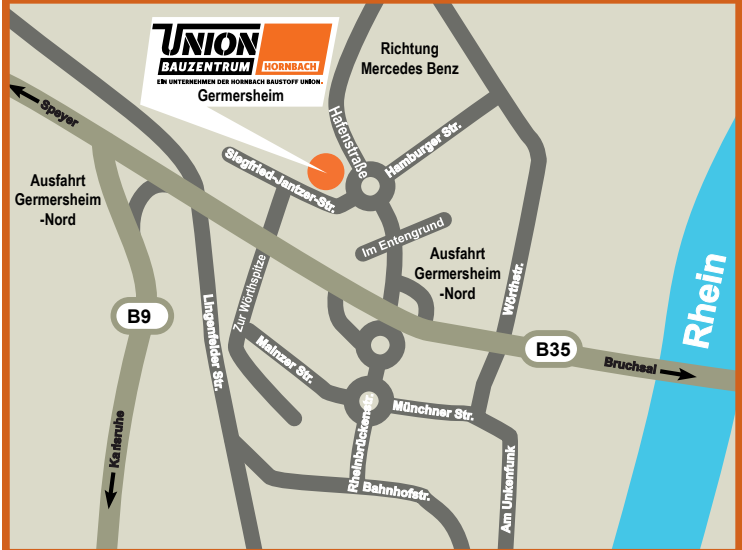 UNION
BAUZENTRUM HORNBACH
EIN UNTERNEHMEN DER HORNBACH BAUSTOFF UNION.
Germersheim
Richtung
Mercedes Benz
Speyer
Hafenstraße
Hamburger Str.
Siegfried-Jantzer-Str.
Ausfahrt
Germersheim
-Nord
Im Entengrund
Ausfahrt
Germersheim
-Nord
Zur Wörthspitze
Lingenfelder Str.
Wörthstr.
Rhein
B9
B35
Bruchsal
Mainzer Str.
Münchner Str.
Rheinbrückenstr.
Karlsruhe
Bahnhofstr.
Am Unkenfunk